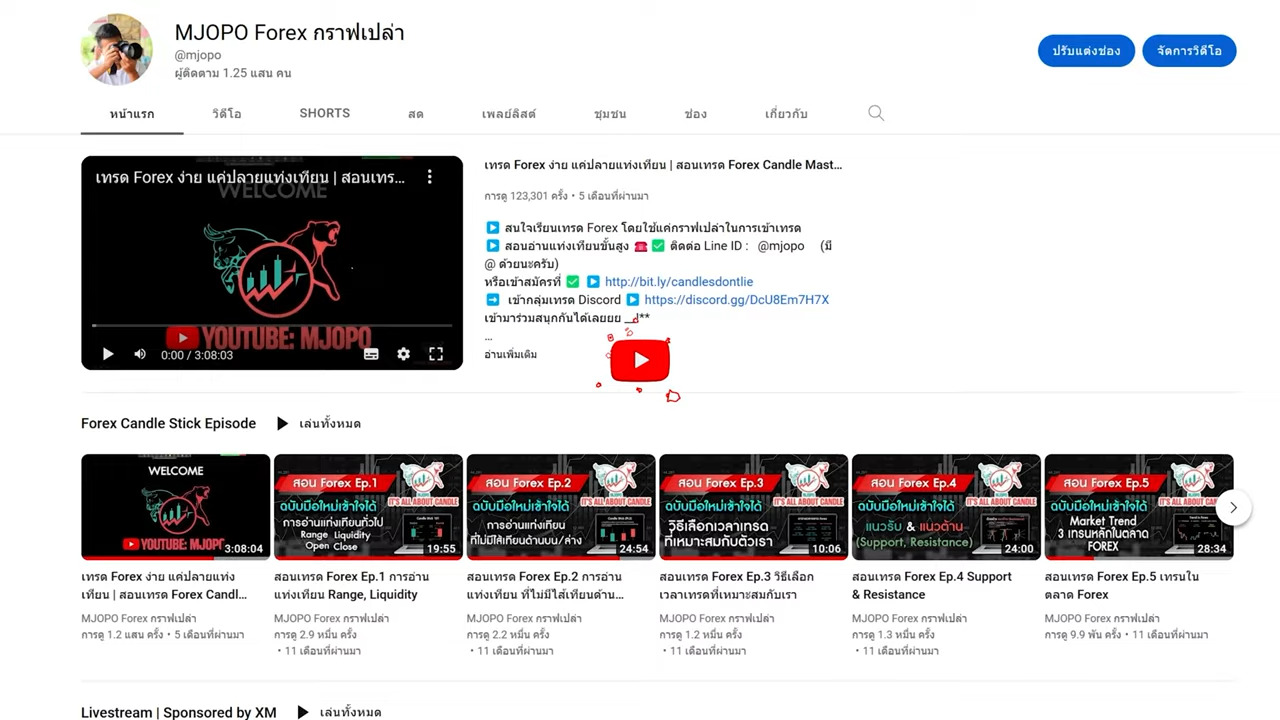 MJOPO Forex กราฟเปล่า
@mjopo
ผู้ติดตาม 1.25 แสน คน
ปรับแต่งช่อง
จัดการวิดีโอ
หน้าแรก
วิดีโอ
SHORTS
สด
เพลย์ลิสต์
ชุมชน
ช่อง
เกี่ยวกับ
เทรด Forex ง่าย แค่ปลายแท่งเทียน | สอนเทร...
WELCOME
YOUTUBE: MJOPO
0:00 / 3:08:03
เทรด Forex ง่าย แค่ปลายแท่งเทียน | สอนเทรด Forex Candle Mast...
การดู 123,301 ครั้ง • 5 เดือนที่ผ่านมา
สนใจเรียนเทรด Forex โดยใช้แค่กราฟเปล่าในการเข้าเทรด
สอนอ่านแท่งเทียนขั้นสูง ☎️ ✅ ติดต่อ Line ID : @mjopo (มี
@ ด้วยนะครับ)
หรือเข้าสมัครที่ ✅ ▶️ http://bit.ly/candlesdontlie
➡️ เข้ากลุ่มเทรด Discord ▶️ https://discord.gg/DcU8Em7H7X
เข้ามาร่วมสนุกกันได้เลยยย
...
อ่านเพิ่มเติม
Forex Candle Stick Episode
เล่นทั้งหมด
WELCOME
YOUTUBE: MJOPO
3:08:04
สอน Forex Ep.1
IT'S ALL ABOUT CANDLE
ฉบับมือใหม่เข้าใจได้
การอ่านแท่งเทียนทั่วไป
Range Liquidity
Open Close
19:55
สอน Forex Ep.2
IT'S ALL ABOUT CANDLE
ฉบับมือใหม่เข้าใจได้
การอ่านแท่งเทียน
ที่ไม่มีไส้เทียนด้านบน/ล่าง
24:54
สอน Forex Ep.3
IT'S ALL ABOUT CANDLE
ฉบับมือใหม่เข้าใจได้
วิธีเลือกเวลาเทรด
ที่เหมาะสมกับตัวเรา
10:06
สอน Forex Ep.4
IT'S ALL ABOUT CANDLE
ฉบับมือใหม่เข้าใจได้
แนวรับ & แนวต้าน
(Support, Resistance)
24:00
สอน Forex Ep.5
ฉบับมือใหม่เข้าใจได้
Market Trend
3 เทรนหลักในตลาด
FOREX
28:34
เทรด Forex ง่าย แค่ปลายแท่ง
เทียน | สอนเทรด Forex Candl...
MJOPO Forex กราฟเปล่า
การดู 1.2 แสน ครั้ง • 5 เดือนที่ผ่านมา
สอนเทรด Forex Ep.1 การอ่าน
แท่งเทียน Range, Liquidity
MJOPO Forex กราฟเปล่า
การดู 2.9 หมื่น ครั้ง
• 11 เดือนที่ผ่านมา
สอนเทรด Forex Ep.2 การอ่าน
แท่งเทียน ที่ไม่มีไส้เทียนด้าน...
MJOPO Forex กราฟเปล่า
การดู 2.2 หมื่น ครั้ง
• 11 เดือนที่ผ่านมา
สอนเทรด Forex Ep.3 วิธีเลือก
เวลาเทรดที่เหมาะสมกับเรา
MJOPO Forex กราฟเปล่า
การดู 1.2 หมื่น ครั้ง
• 11 เดือนที่ผ่านมา
สอนเทรด Forex Ep.4 Support
& Resistance
MJOPO Forex กราฟเปล่า
การดู 1.3 หมื่น ครั้ง
• 11 เดือนที่ผ่านมา
สอนเทรด Forex Ep.5 เทรนใน
ตลาด Forex
MJOPO Forex กราฟเปล่า
การดู 9.9 พัน ครั้ง • 11 เดือนที่ผ่านมา
Livestream | Sponsored by XM
เล่นทั้งหมด